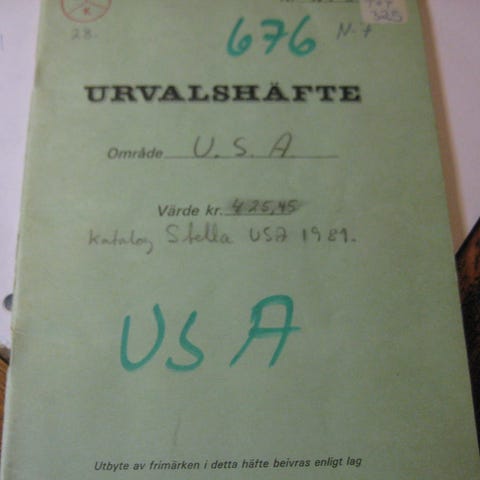 K
325
28.
676 N-7
URVALSHÄFTE
Område U. S. A.
Värde kr. 425,45
Katalog Stella USA 1981.
USA
Utbyte av frimärken i detta häfte beivras enligt lag